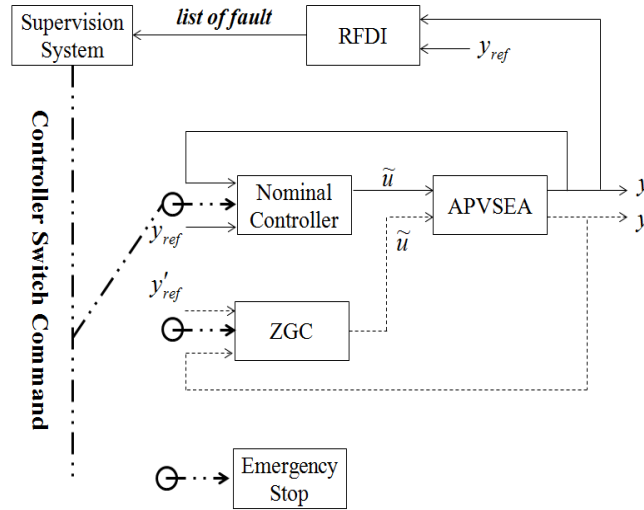 Supervision
System
list of fault
RFDI
y_ref
Controller Switch Command
Nominal
Controller
y_ref
ũ
APVSEA
y
y
ũ
y'_ref
ZGC
Emergency
Stop